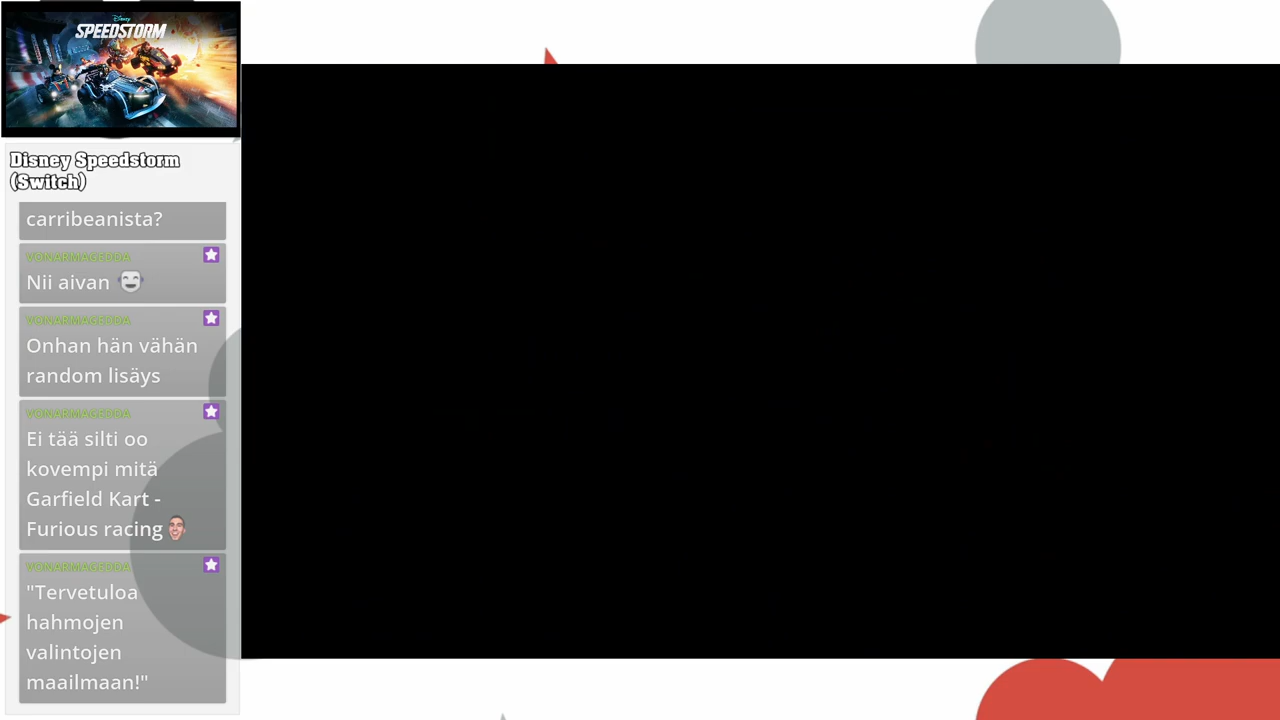 Disney
SPEEDSTORM
Disney Speedstorm
(Switch)
carribeanista?
VONARMAGEDDA
Nii aivan
VONARMAGEDDA
Onhan hän vähän
random lisäys
VONARMAGEDDA
Ei tää silti oo
kovempi mitä
Garfield Kart -
Furious racing
VONARMAGEDDA
"Tervetuloa
hahmojen
valintojen
maailmaan!"